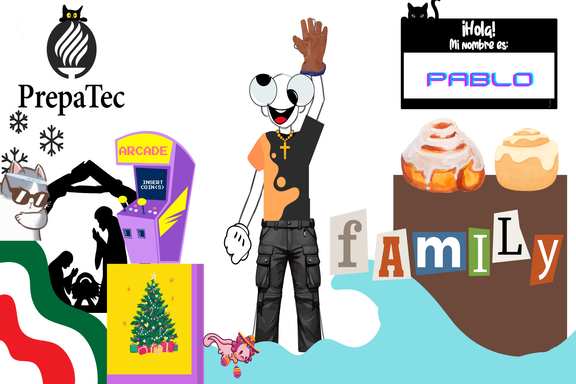 PrepaTec
¡Hola!
Mi nombre es:
PABLO
ARCADE
INSERT
COIN(S)
fAmILy